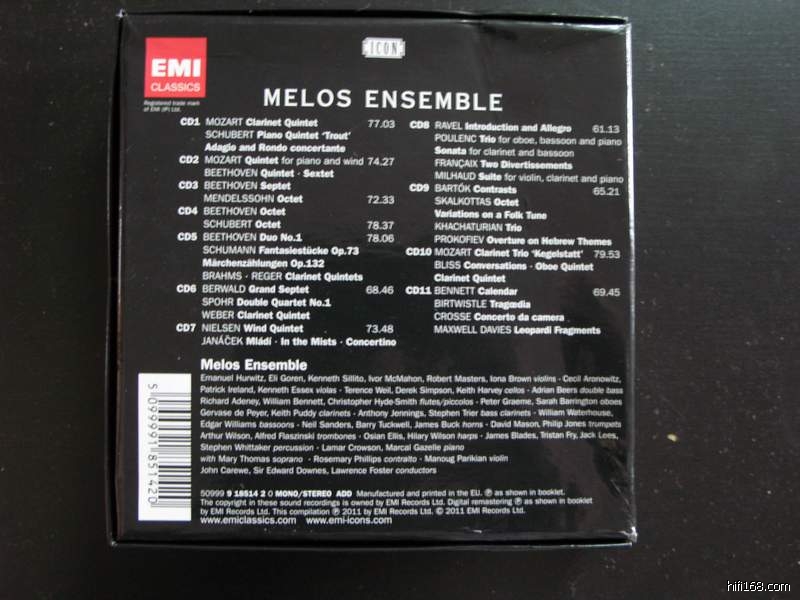 EMI
CLASSICS
Registered trade mark
of EMI (IP) Ltd.
ICON
MELOS ENSEMBLE
CD1 MOZART Clarinet Quintet 77.03
SCHUBERT Piano Quintet 'Trout'
Adagio and Rondo concertante
CD2 MOZART Quintet for piano and wind 74.27
BEETHOVEN Quintet · Sextet
CD3 BEETHOVEN Septet
MENDELSSOHN Octet 72.33
CD4 BEETHOVEN Octet
SCHUBERT Octet 78.37
CD5 BEETHOVEN Duo No.1 78.06
SCHUMANN Fantasiestücke Op.73
Märchenzählungen Op.132
BRAHMS · REGER Clarinet Quintets
CD6 BERWALD Grand Septet 68.46
SPOHR Double Quartet No.1
WEBER Clarinet Quintet
CD7 NIELSEN Wind Quintet 73.48
JANÁČEK Mládí · In the Mists · Concertino
CD8 RAVEL Introduction and Allegro 61.13
POULENC Trio for oboe, bassoon and piano
Sonata for clarinet and bassoon
FRANÇAIX Two Divertissements
MILHAUD Suite for violin, clarinet and piano
CD9 BARTÓK Contrasts 65.21
SKALKOTTAS Octet
Variations on a Folk Tune
KHACHATURIAN Trio
PROKOFIEV Overture on Hebrew Themes
CD10 MOZART Clarinet Trio 'Kegelstatt' 79.53
BLISS Conversations · Oboe Quintet
Clarinet Quintet
CD11 BENNETT Calendar 69.45
BIRTWISTLE Tragœdia
CROSSE Concerto da camera
MAXWELL DAVIES Leopardi Fragments
Melos Ensemble
Emanuel Hurwitz, Eli Goren, Kenneth Sillito, Ivor McMahon, Robert Masters, Iona Brown violins · Cecil Aronowitz,
Patrick Ireland, Kenneth Essex violas · Terence Weil, Derek Simpson, Keith Harvey cellos · Adrian Beers double bass
Richard Adeney, William Bennett, Christopher Hyde-Smith flutes/piccolos · Peter Graeme, Sarah Barrington oboes
Gervase de Peyer, Keith Puddy clarinets · Anthony Jennings, Stephen Trier bass clarinets · William Waterhouse,
Edgar Williams bassoons · Neil Sanders, Barry Tuckwell, James Buck horns · David Mason, Philip Jones trumpets
Arthur Wilson, Alfred Flaszinski trombones · Osian Ellis, Hilary Wilson harps · James Blades, Tristan Fry, Jack Lees,
Stephen Whittaker percussion · Lamar Crowson, Marcal Gazelle piano
with Mary Thomas soprano · Rosemary Phillips contralto · Manoug Parikian violin
John Carewe, Sir Edward Downes, Lawrence Foster conductors
5 099991 851420
50999 9 18514 2 0 MONO/STEREO ADD Manufactured and printed in the EU. ℗ as shown in booklet.
The copyright in these sound recordings is owned by EMI Records Ltd. Digital remastering ℗ as shown in booklet
by EMI Records Ltd. This compilation ℗ 2011 by EMI Records Ltd. © 2011 EMI Records Ltd.
www.emiclassics.com www.emi-icons.com
hifi168.com